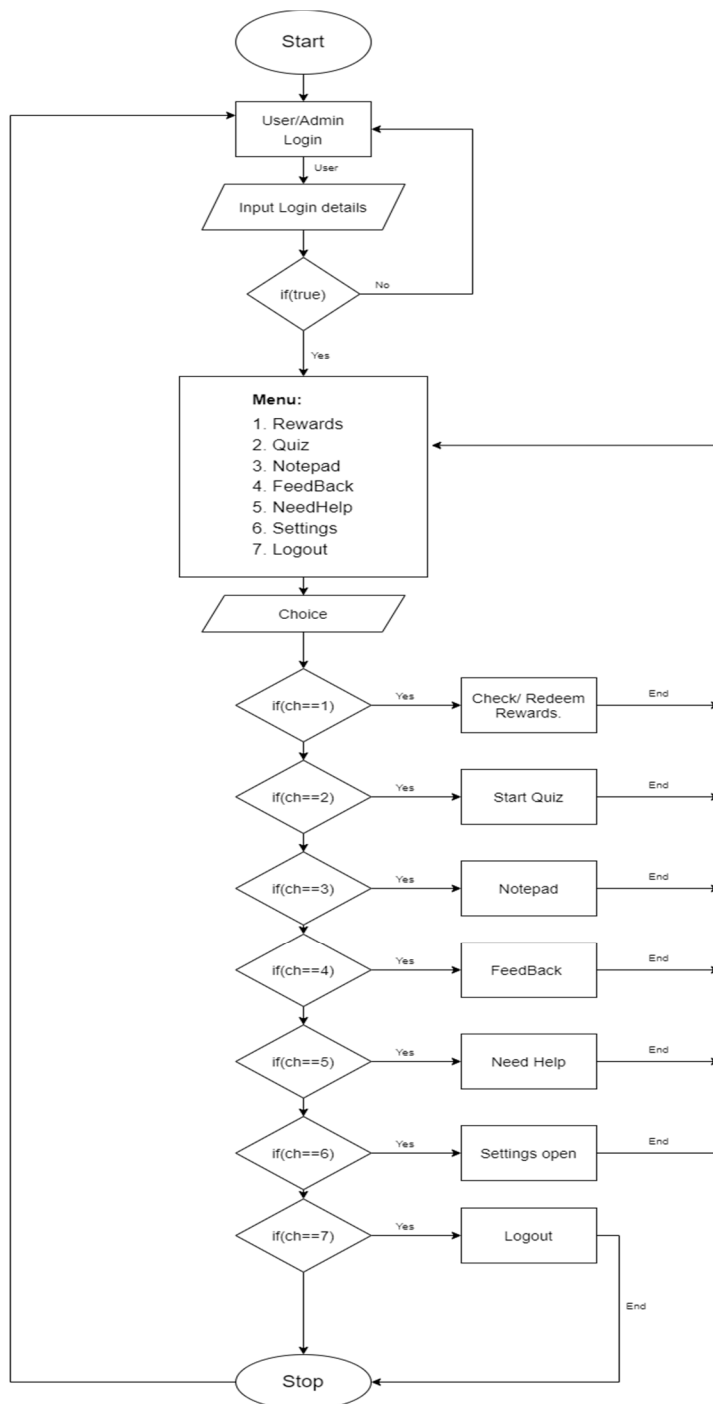 Start
User/Admin
Login
User
Input Login details
if(true)
No
Yes
Menu:
1. Rewards
2. Quiz
3. Notepad
4. FeedBack
5. NeedHelp
6. Settings
7. Logout
Choice
if(ch==1)
Yes
Check/ Redeem
Rewards.
End
if(ch==2)
Yes
Start Quiz
End
if(ch==3)
Yes
Notepad
End
if(ch==4)
Yes
FeedBack
End
if(ch==5)
Yes
Need Help
End
if(ch==6)
Yes
Settings open
End
if(ch==7)
Yes
Logout
End
Stop